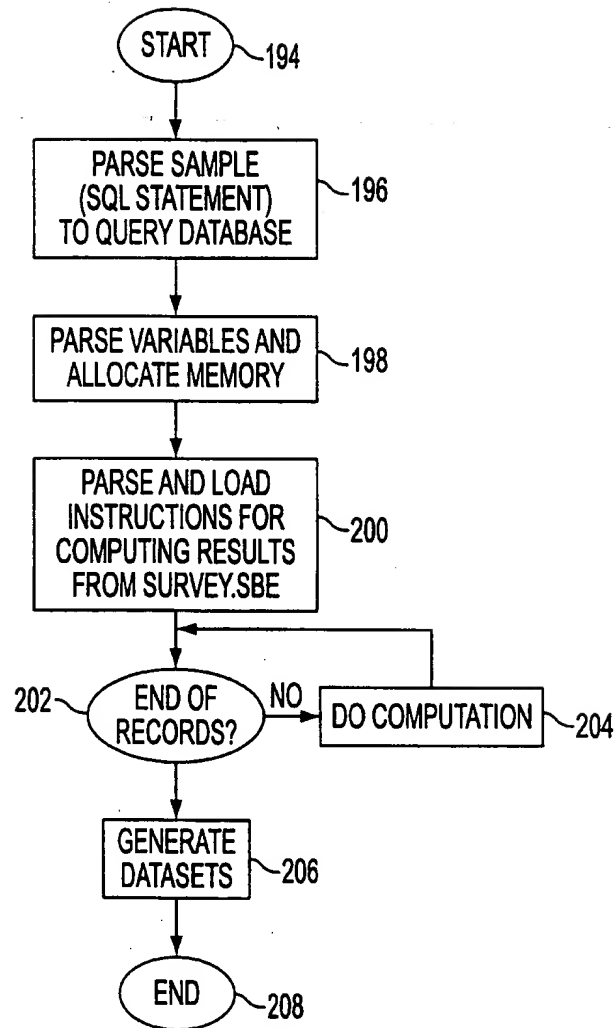 START
194
PARSE SAMPLE
(SQL STATEMENT)
TO QUERY DATABASE
196
PARSE VARIABLES AND
ALLOCATE MEMORY
198
PARSE AND LOAD
INSTRUCTIONS FOR
COMPUTING RESULTS
FROM SURVEY.SBE
200
202
END OF
RECORDS?
NO
DO COMPUTATION
204
GENERATE
DATASETS
206
END
208